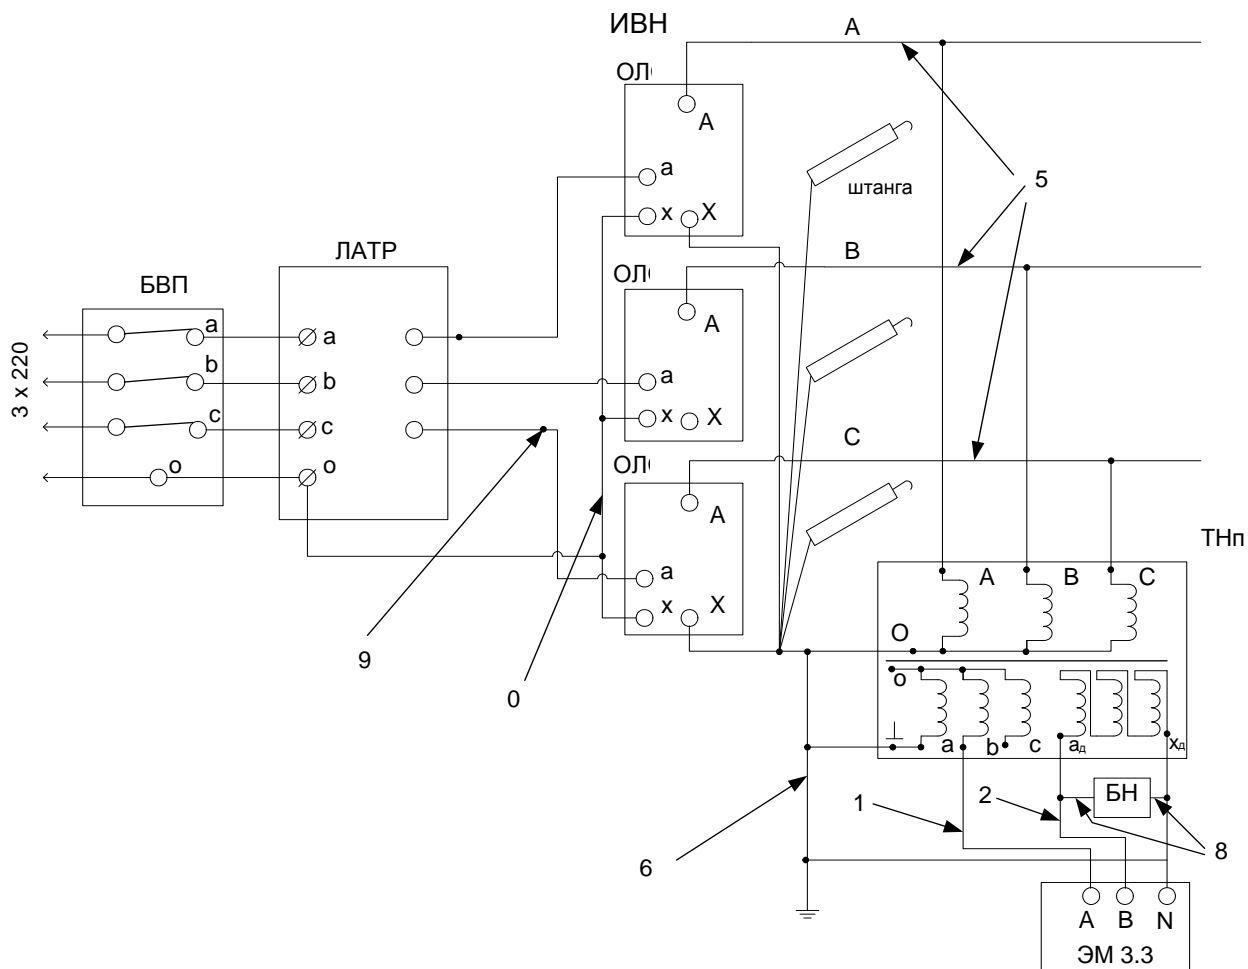 ИВН
А
ОЛ
А
а
х
Х
штанга
5
ЛАТР
БВП
В
ОЛ
А
а
х
Х
3 х 220
a
b
c
о
a
b
c
о
С
ОЛ
А
а
х
Х
9
0
ТНп
А
В
С
О
о
а
b
с
aд
xд
БН
1
2
8
6
А
В
N
ЭМ 3.3